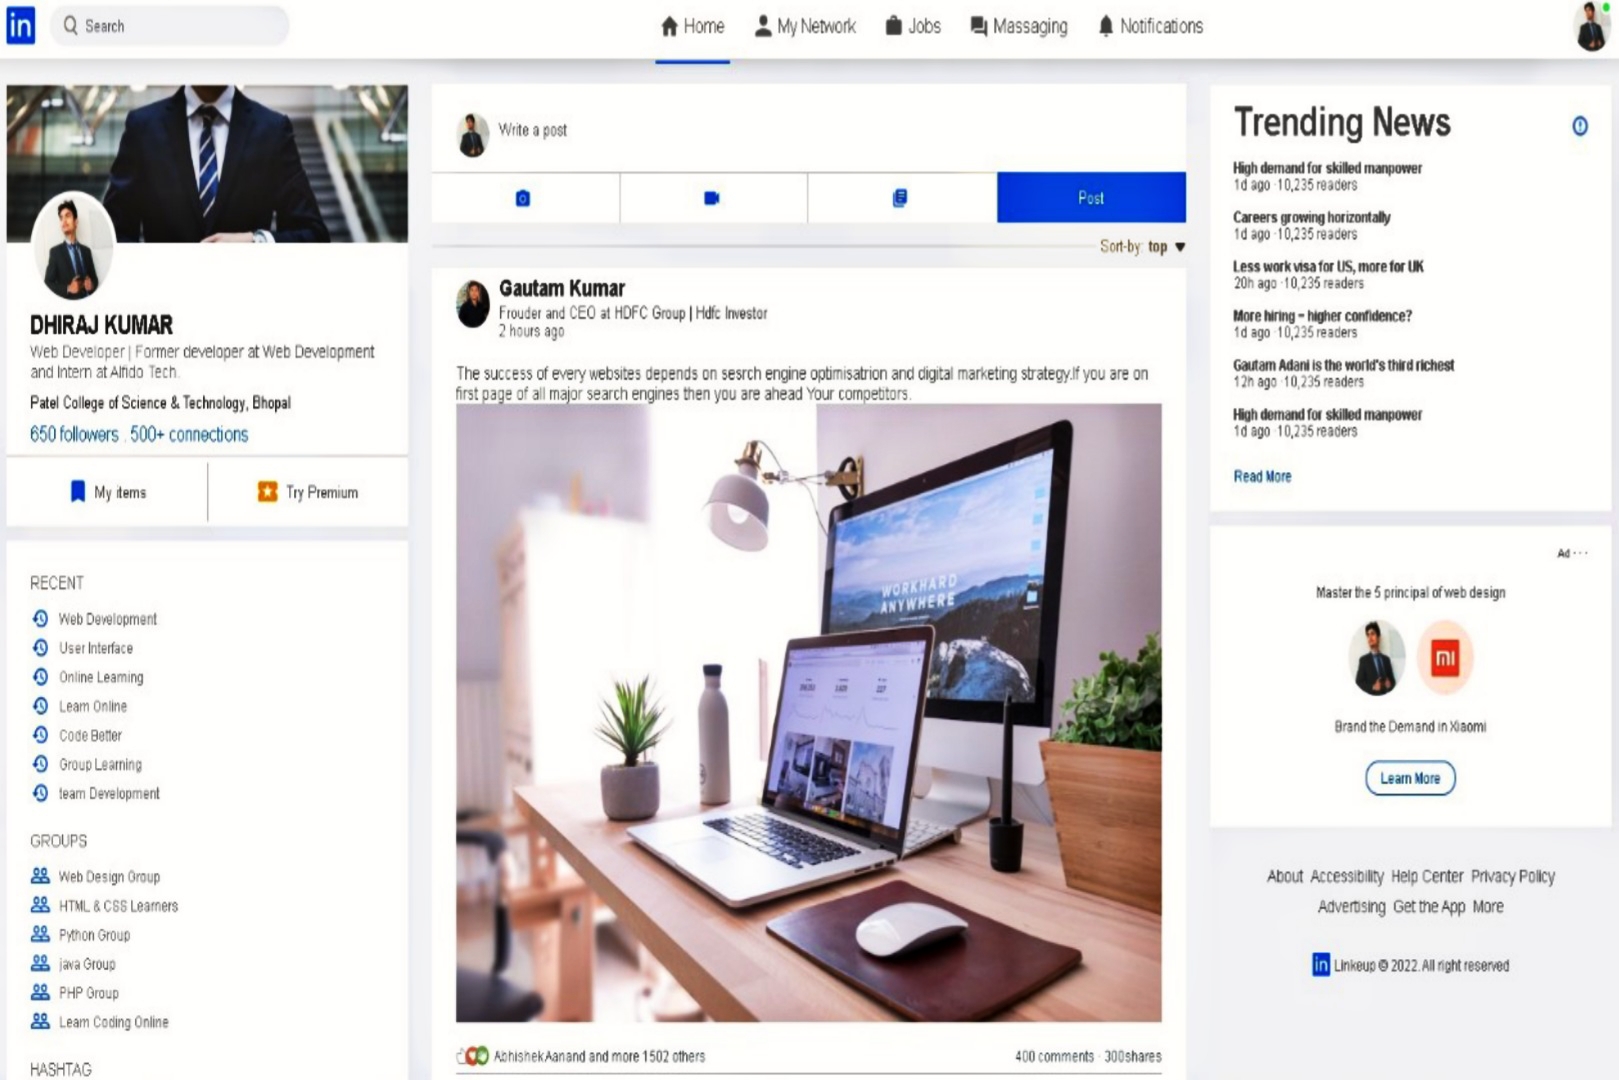 in
Search
Home
My Network
Jobs
Massaging
Notifications
DHIRAJ KUMAR
Web Developer | Former developer at Web Development
and Intern at Alfido Tech.
Patel College of Science & Technology, Bhopal
650 followers . 500+ connections
My items
Try Premium
RECENT
Web Development
User Interface
Online Learning
Learn Online
Code Better
Group Learning
team Development
GROUPS
Web Design Group
HTML & CSS Learners
Python Group
java Group
PHP Group
Learn Coding Online
HASHTAG
Write a post
Post
Sort-by: top
Gautam Kumar
Frouder and CEO at HDFC Group | Hdfc Investor
2 hours ago
The success of every websites depends on sesrch engine optimisatrion and digital marketing strategy.If you are on
first page of all major search engines then you are ahead Your competitors.
WORKHARD
ANYWHERE
AbhishekAanand and more 1502 others
400 comments · 300shares
Trending News
High demand for skilled manpower
1d ago ·10,235 readers
Careers growing horizontally
1d ago ·10,235 readers
Less work visa for US, more for UK
20h ago ·10,235 readers
More hiring = higher confidence?
1d ago ·10,235 readers
Gautam Adani is the world's third richest
12h ago ·10,235 readers
High demand for skilled manpower
1d ago ·10,235 readers
Read More
Ad ···
Master the 5 principal of web design
mi
Brand the Demand in Xiaomi
Learn More
About Accessibility Help Center Privacy Policy
Advertising Get the App More
in Linkeup © 2022. All right reserved